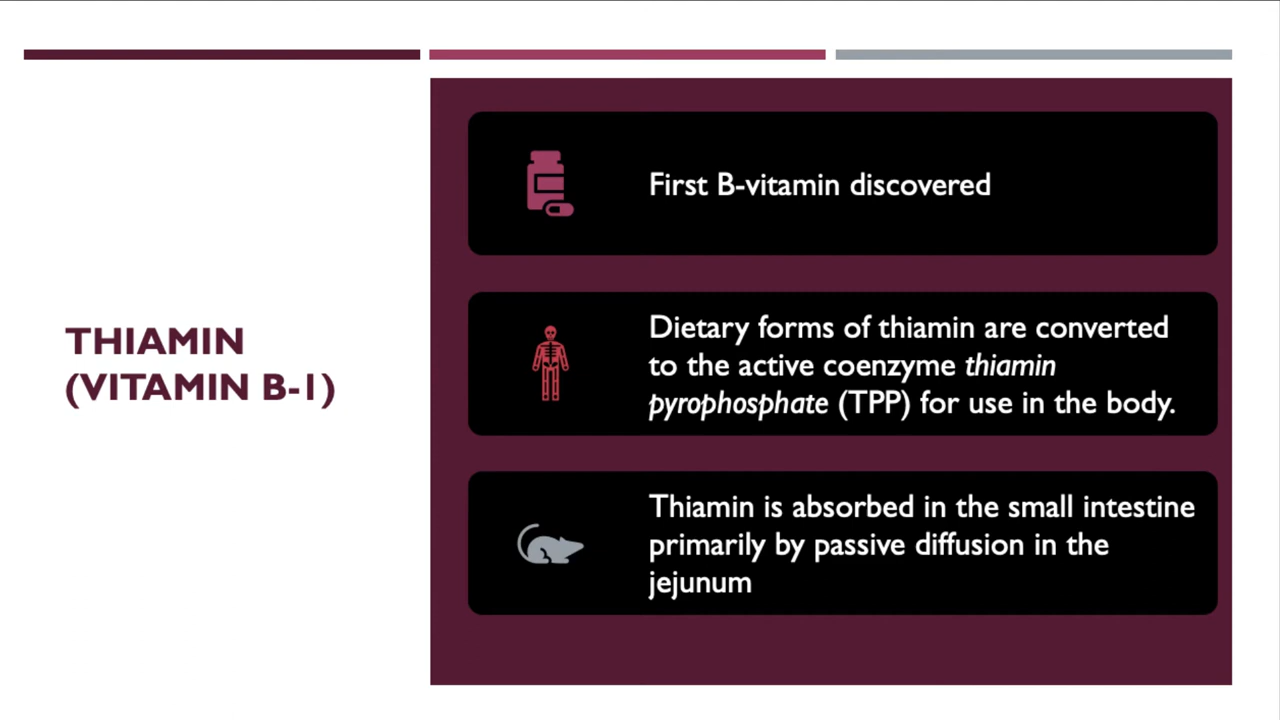 THIAMIN
(VITAMIN B-1)
First B-vitamin discovered
Dietary forms of thiamin are converted
to the active coenzyme thiamin
pyrophosphate (TPP) for use in the body.
Thiamin is absorbed in the small intestine
primarily by passive diffusion in the
jejunum